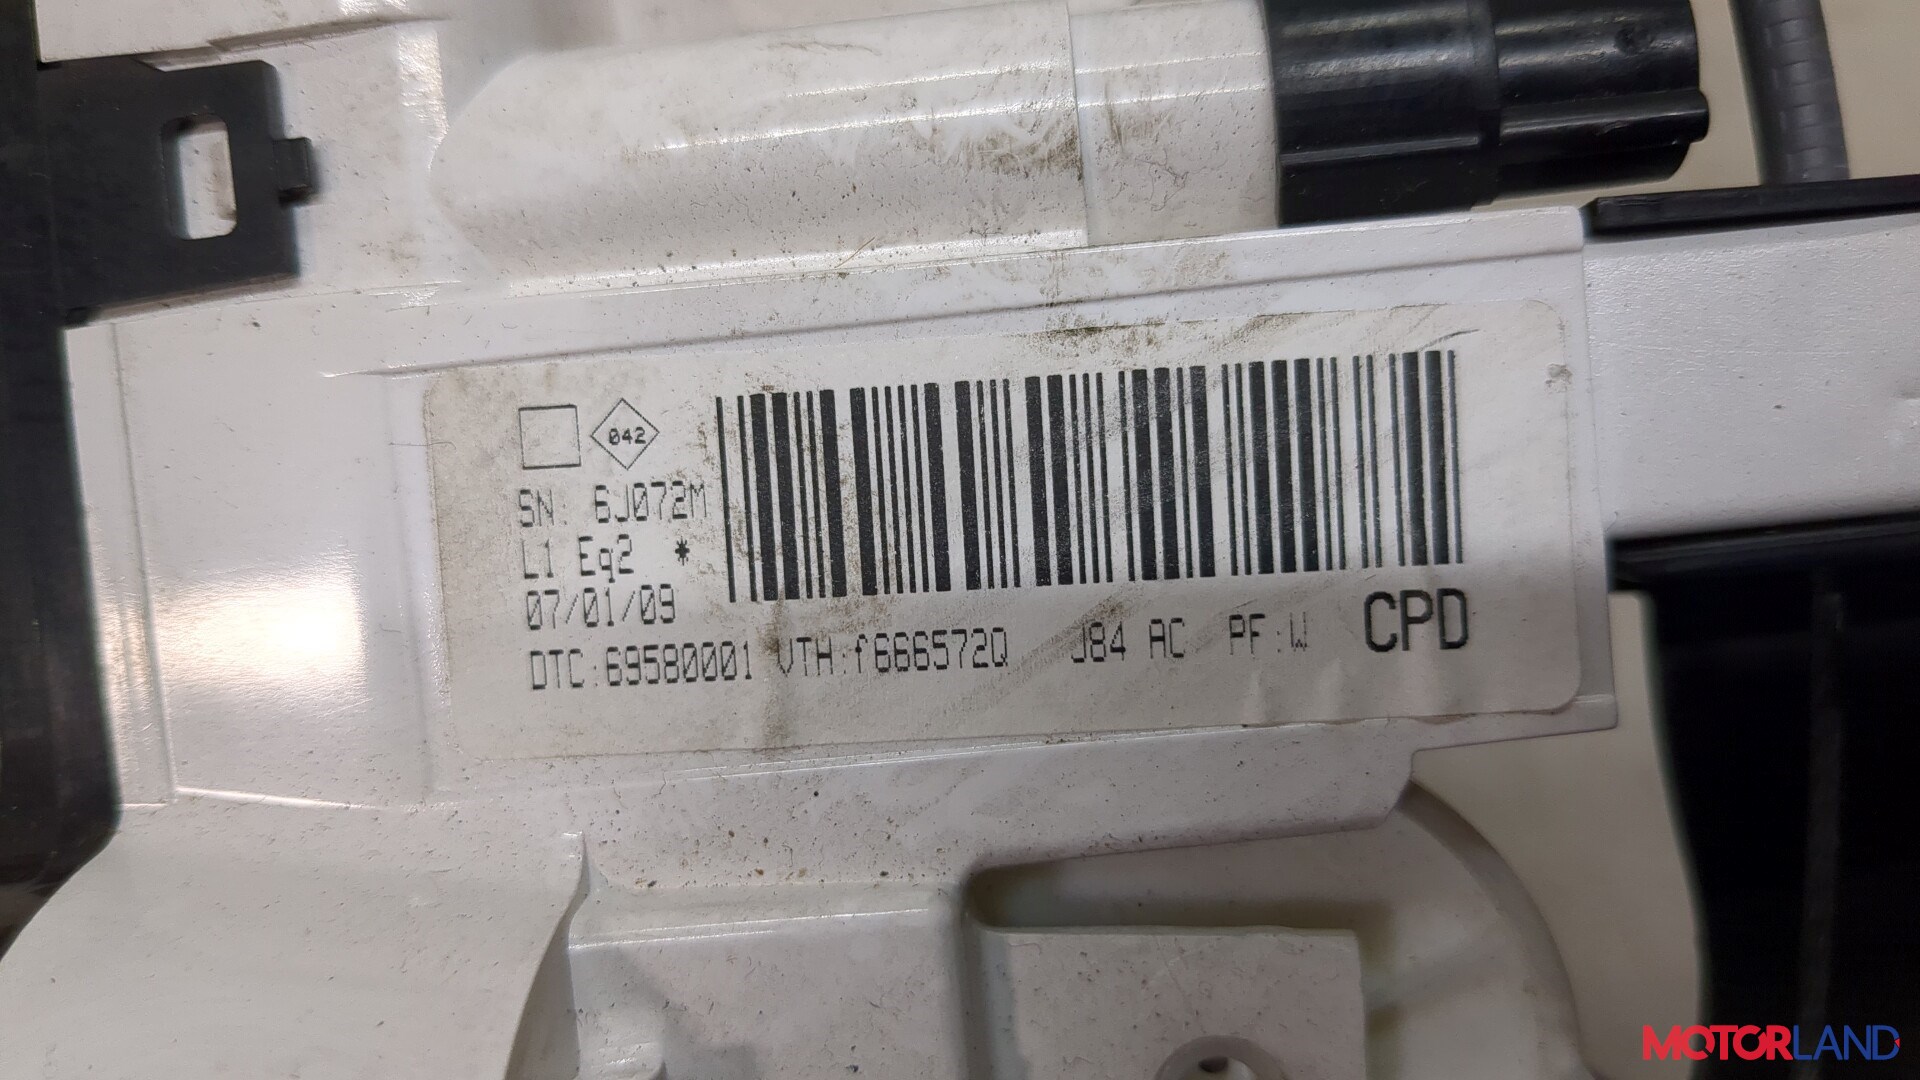 042
SN: 6J072M
L1 Eq2 *
07/01/09
DTC:69580001 VTH:f666572Q J84 AC PF:W CPD
MOTORLAND